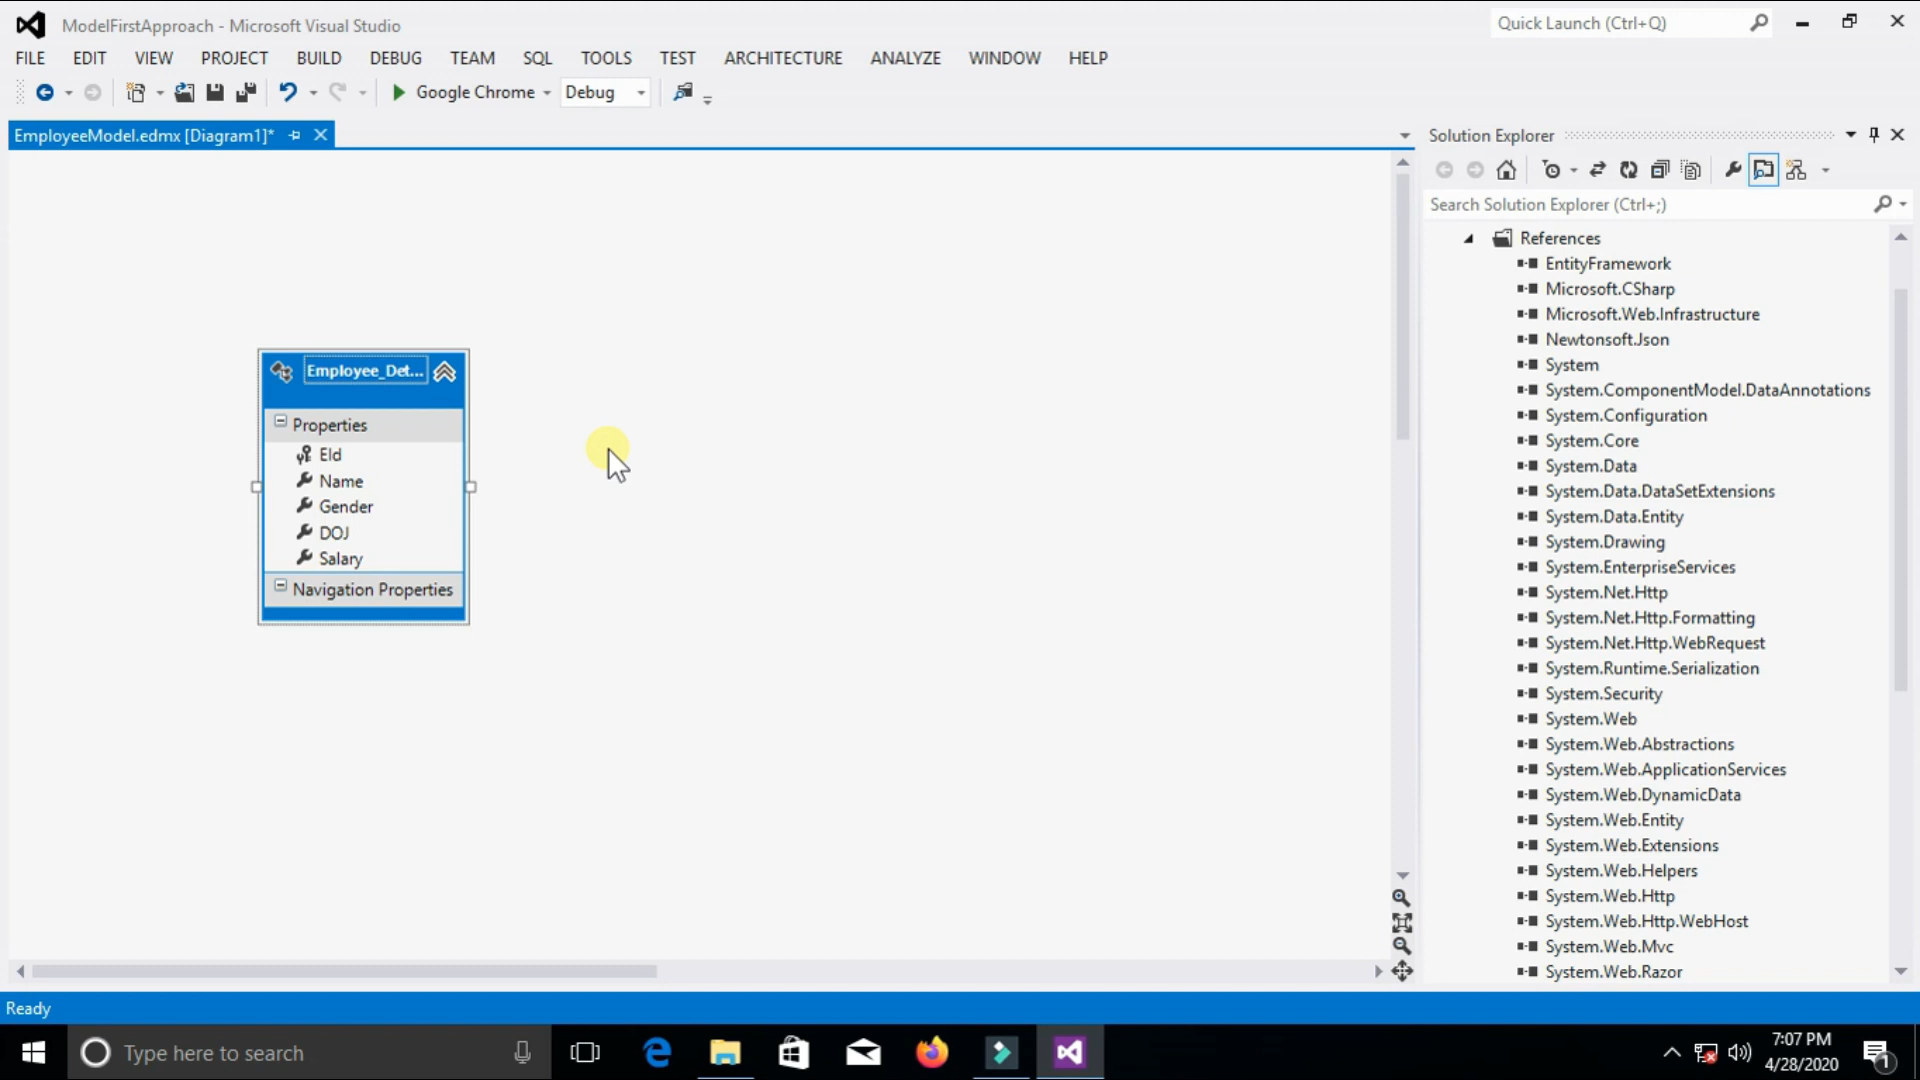 ModelFirstApproach - Microsoft Visual Studio
Quick Launch (Ctrl+Q)
FILE EDIT VIEW PROJECT BUILD DEBUG TEAM SQL TOOLS TEST ARCHITECTURE ANALYZE WINDOW HELP
Google Chrome Debug
EmployeeModel.edmx [Diagram1]*
Solution Explorer
Search Solution Explorer (Ctrl+;)
References
EntityFramework
Microsoft.CSharp
Microsoft.Web.Infrastructure
Newtonsoft.Json
System
System.ComponentModel.DataAnnotations
System.Configuration
System.Core
System.Data
System.Data.DataSetExtensions
System.Data.Entity
System.Drawing
System.EnterpriseServices
System.Net.Http
System.Net.Http.Formatting
System.Net.Http.WebRequest
System.Runtime.Serialization
System.Security
System.Web
System.Web.Abstractions
System.Web.ApplicationServices
System.Web.DynamicData
System.Web.Entity
System.Web.Extensions
System.Web.Helpers
System.Web.Http
System.Web.Http.WebHost
System.Web.Mvc
System.Web.Razor
Employee_Det...
Properties
EId
Name
Gender
DOJ
Salary
Navigation Properties
Ready
Type here to search
7:07 PM
4/28/2020
1